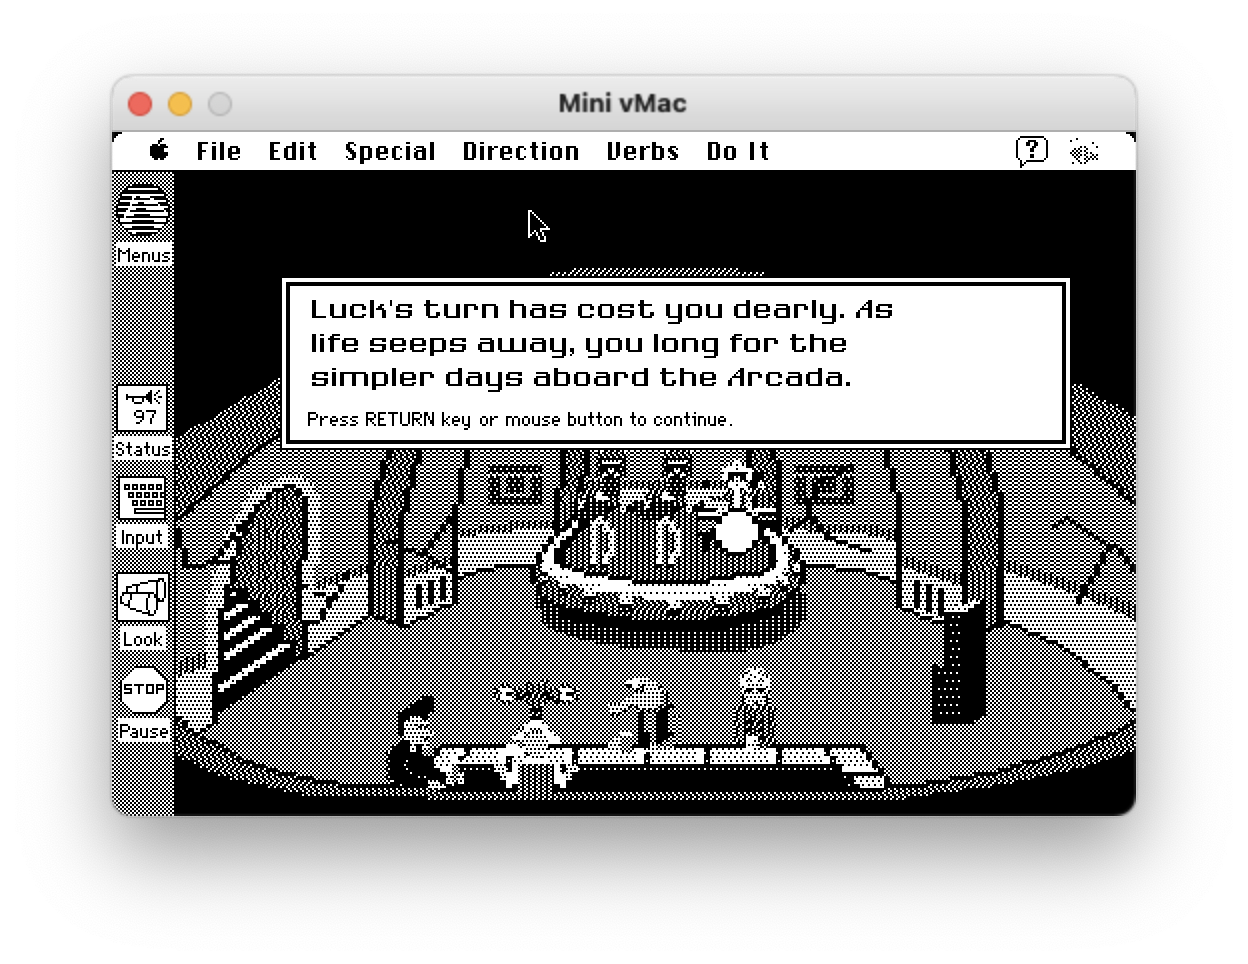 Mini vMac
File Edit Special Direction Verbs Do It
?
Menus
Luck's turn has cost you dearly. As
life seeps away, you long for the
simpler days aboard the Arcada.
Press RETURN key or mouse button to continue.
97
Status
Input
Look
STOP
Pause